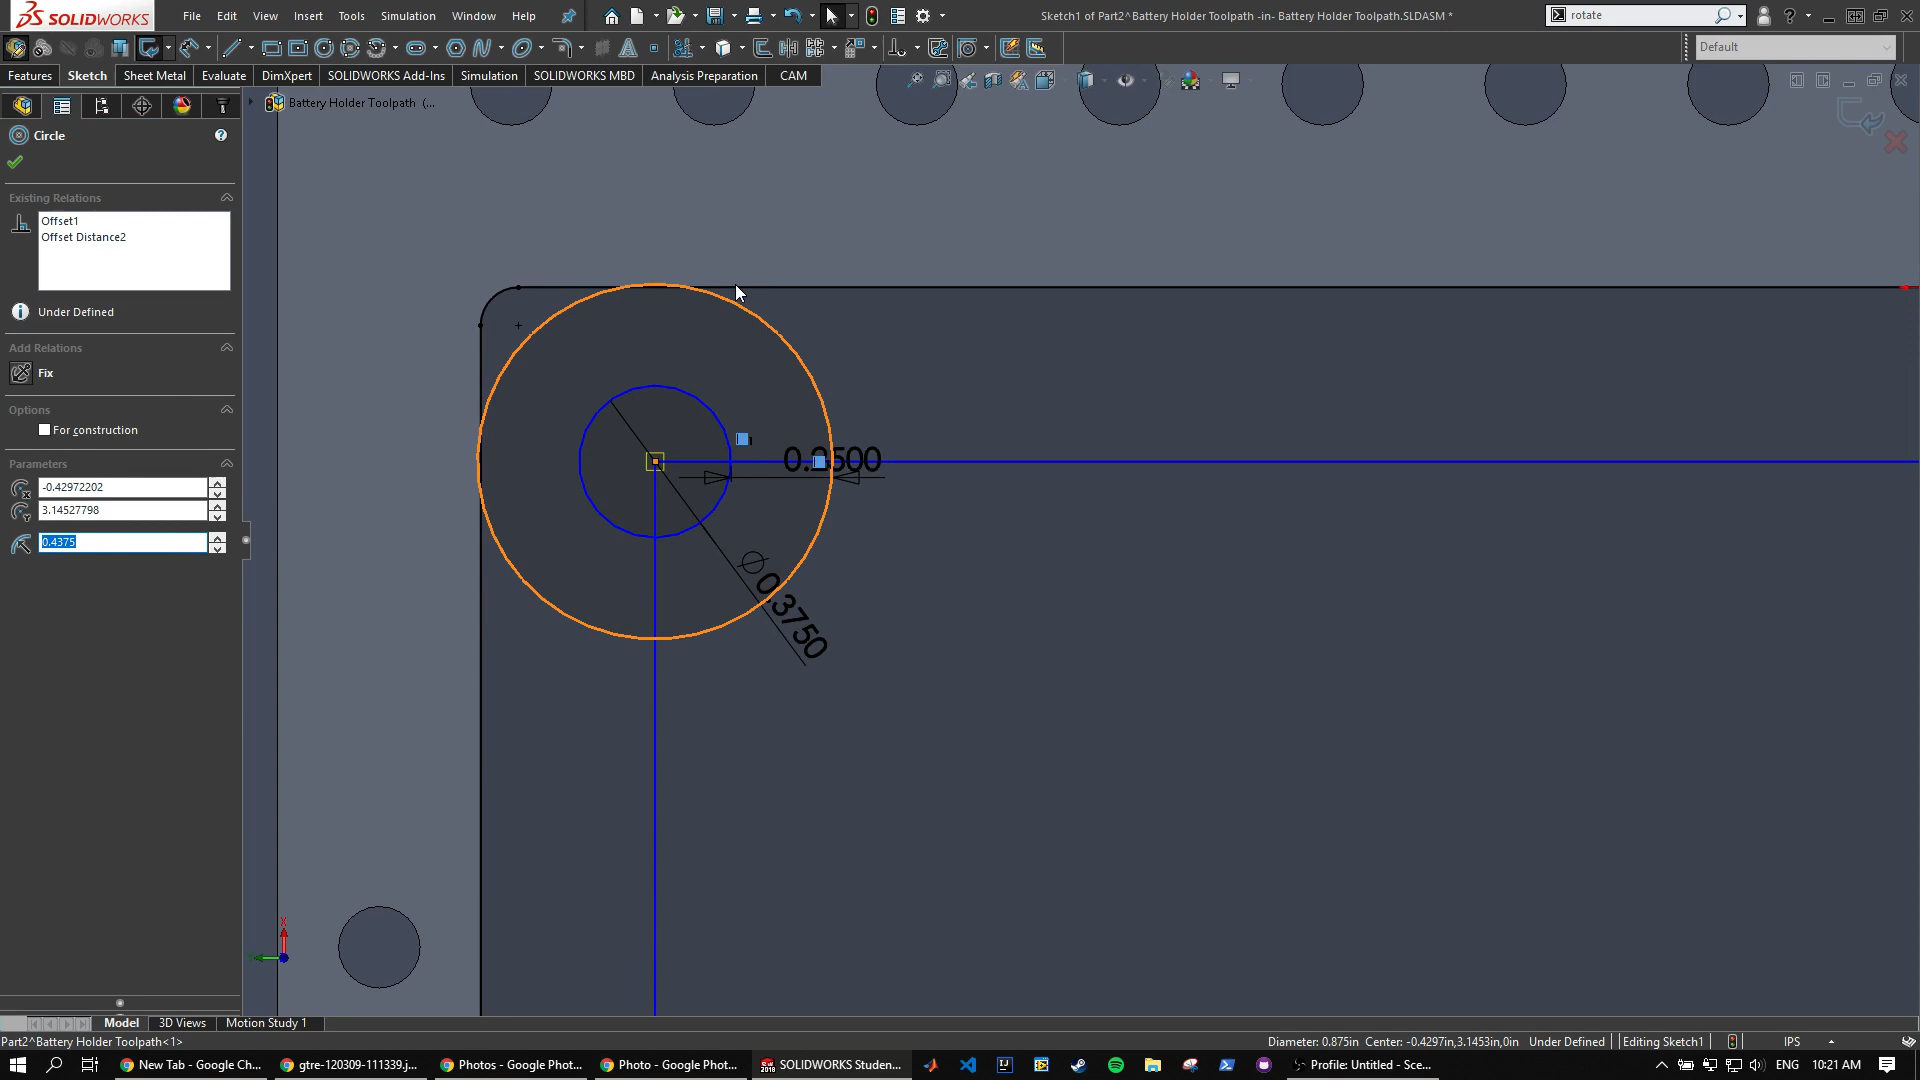 SOLIDWORKS
File Edit View Insert Tools Simulation Window Help
Sketch1 of Part2^Battery Holder Toolpath -in- Battery Holder Toolpath.SLDASM *
rotate
Default
Features Sketch Sheet Metal Evaluate DimXpert SOLIDWORKS Add-Ins Simulation SOLIDWORKS MBD Analysis Preparation CAM
Battery Holder Toolpath (...
Circle
Existing Relations
Offset1
Offset Distance2
Under Defined
Add Relations
Fix
Options
For construction
Parameters
-0.42972202
3.14527798
0.4375
0.2500
∅0.3750
X
Model 3D Views Motion Study 1
Part2^Battery Holder Toolpath<1>
Diameter: 0.875in Center: -0.4297in,3.1453in,0in Under Defined Editing Sketch1 IPS
New Tab - Google Ch...
gtre-120309-111339.j...
Photos - Google Phot...
Photo - Google Phot...
SOLIDWORKS Studen...
Profile: Untitled - Sce...
ENG 10:21 AM